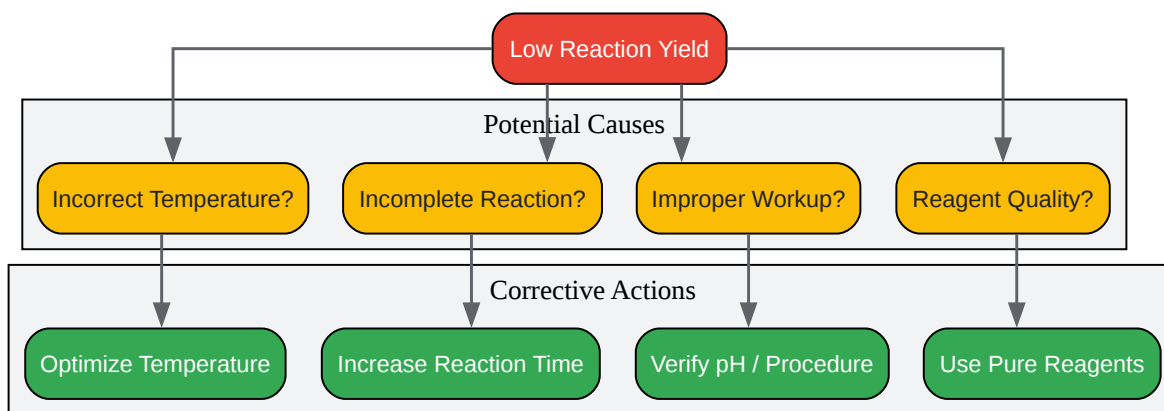 Low Reaction Yield
Potential Causes
Incorrect Temperature?
Incomplete Reaction?
Improper Workup?
Reagent Quality?
Corrective Actions
Optimize Temperature
Increase Reaction Time
Verify pH / Procedure
Use Pure Reagents